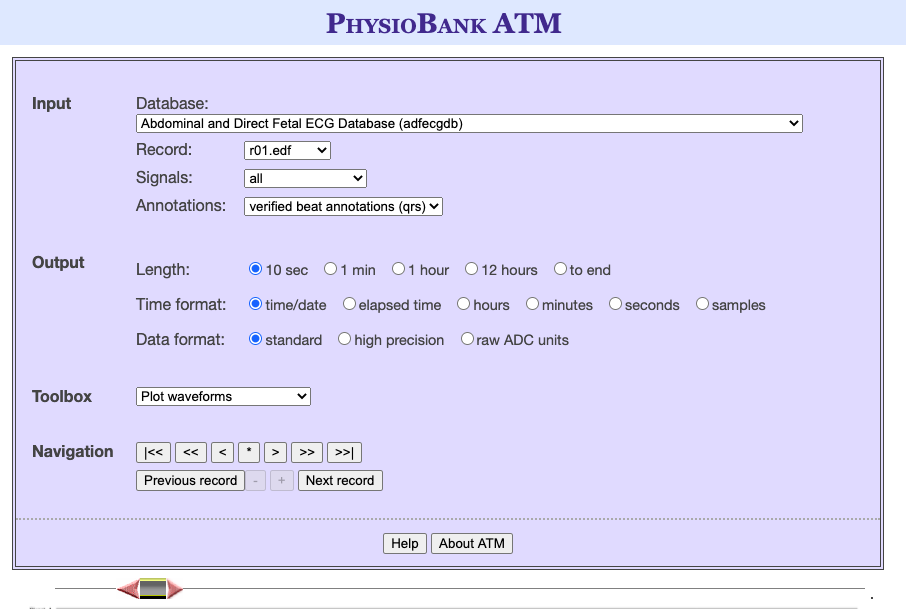 PhysioBank ATM
Input
Database:
Abdominal and Direct Fetal ECG Database (adfecgdb)
Record: r01.edf
Signals: all
Annotations: verified beat annotations (qrs)
Output
Length: 10 sec 1 min 1 hour 12 hours to end
Time format: time/date elapsed time hours minutes seconds samples
Data format: standard high precision raw ADC units
Toolbox Plot waveforms
Navigation |<< << < * > >> >>|
Previous record - + Next record
Help About ATM